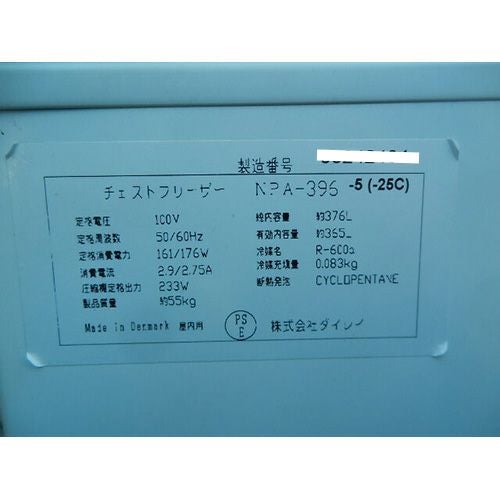 製造番号
チェストフリーザー NPA-396 -5 (-25C)
定格電圧 100V 総内容量 約376L
定格周波数 50/60Hz 有効内容量 約365L
定格消費電力 161/176W 冷媒名 R-600a
消費電流 2.9/2.75A 冷媒充填量 0.083kg
圧縮機定格出力 233W 断熱発泡 CYCLOPENTANE
製品質量 約55kg
Made in Denmark 屋内用 PS E 株式会社ダイレイ